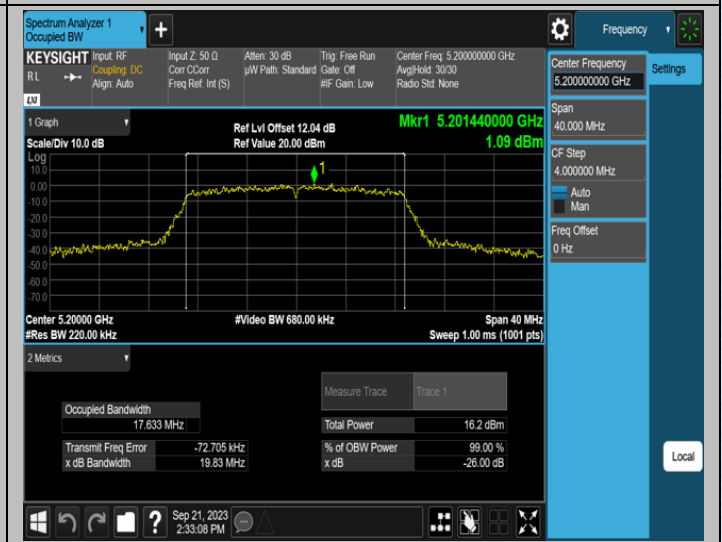 Spectrum Analyzer 1
Occupied BW
Frequency
KEYSIGHT
Input: RF
Coupling: DC
Align: Auto
RL
LXI
Input Z: 50 Ω
Corr CCorr
Freq Ref: Int (S)
Atten: 30 dB
µW Path: Standard
Trig: Free Run
Gate: Off
#IF Gain: Low
Center Freq: 5.200000000 GHz
Avg|Hold: 30/30
Radio Std: None
Center Frequency
5.200000000 GHz
Settings
Span
40.000 MHz
CF Step
4.000000 MHz
Auto
Man
Freq Offset
0 Hz
Local
1 Graph
Scale/Div 10.0 dB
Ref Lvl Offset 12.04 dB
Ref Value 20.00 dBm
Mkr1 5.201440000 GHz
1.09 dBm
Log
10.0
0.00
-10.0
-20.0
-30.0
-40.0
-50.0
-60.0
-70.0
1
Center 5.20000 GHz
#Res BW 220.00 kHz
#Video BW 680.00 kHz
Span 40 MHz
Sweep 1.00 ms (1001 pts)
2 Metrics
Measure Trace
Trace 1
Occupied Bandwidth
17.633 MHz
Total Power
16.2 dBm
Transmit Freq Error
-72.705 kHz
% of OBW Power
99.00 %
x dB Bandwidth
19.83 MHz
x dB
-26.00 dB
Sep 21, 2023
2:33:08 PM